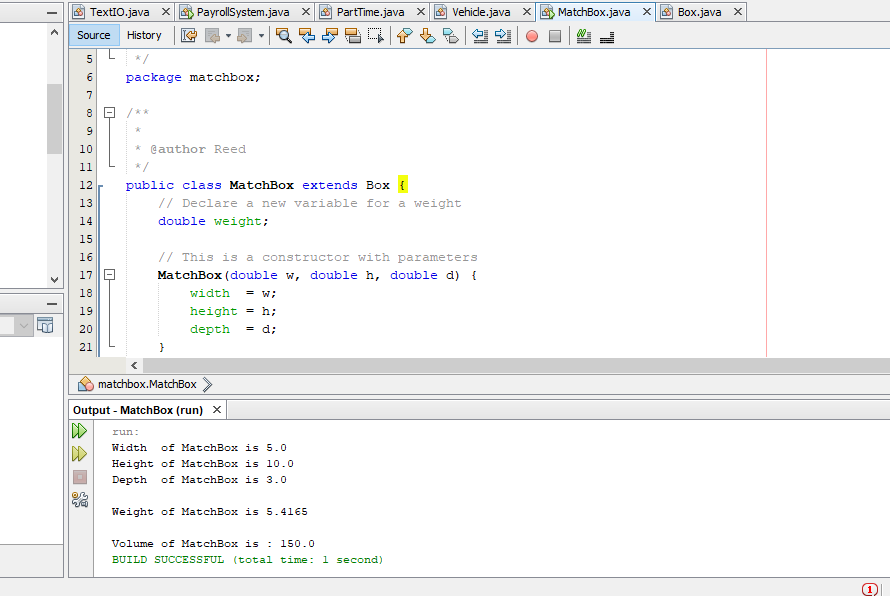 TextIO.java PayrollSystem.java PartTime.java Vehicle.java MatchBox.java Box.java
Source History
5 */
6 package matchbox;
7
8 /**
9 *
10 * @author Reed
11 */
12 public class MatchBox extends Box {
13 // Declare a new variable for a weight
14 double weight;
15
16 // This is a constructor with parameters
17 MatchBox(double w, double h, double d) {
18 width  = w;
19 height = h;
20 depth  = d;
21 }
matchbox.MatchBox
Output - MatchBox (run)
run:
Width  of MatchBox is 5.0
Height of MatchBox is 10.0
Depth  of MatchBox is 3.0
Weight of MatchBox is 5.4165
Volume of MatchBox is : 150.0
BUILD SUCCESSFUL (total time: 1 second)
1